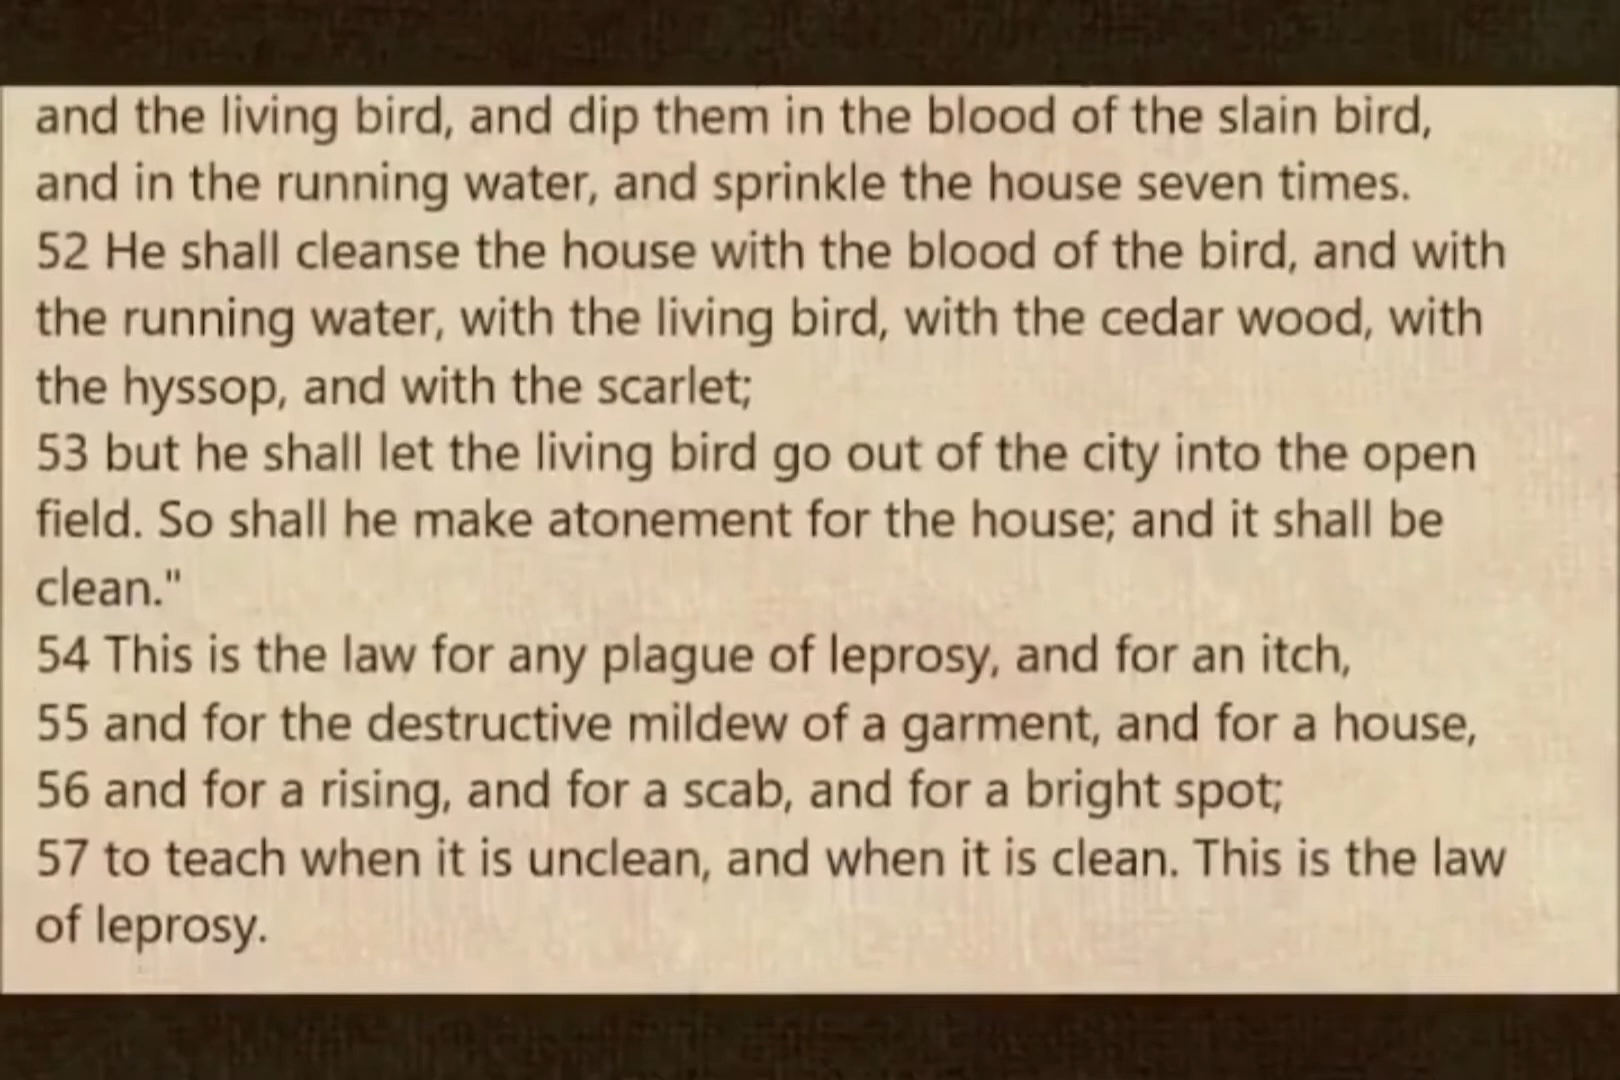 and the living bird, and dip them in the blood of the slain bird,
and in the running water, and sprinkle the house seven times.
52 He shall cleanse the house with the blood of the bird, and with
the running water, with the living bird, with the cedar wood, with
the hyssop, and with the scarlet;
53 but he shall let the living bird go out of the city into the open
field. So shall he make atonement for the house; and it shall be
clean."
54 This is the law for any plague of leprosy, and for an itch,
55 and for the destructive mildew of a garment, and for a house,
56 and for a rising, and for a scab, and for a bright spot;
57 to teach when it is unclean, and when it is clean. This is the law
of leprosy.